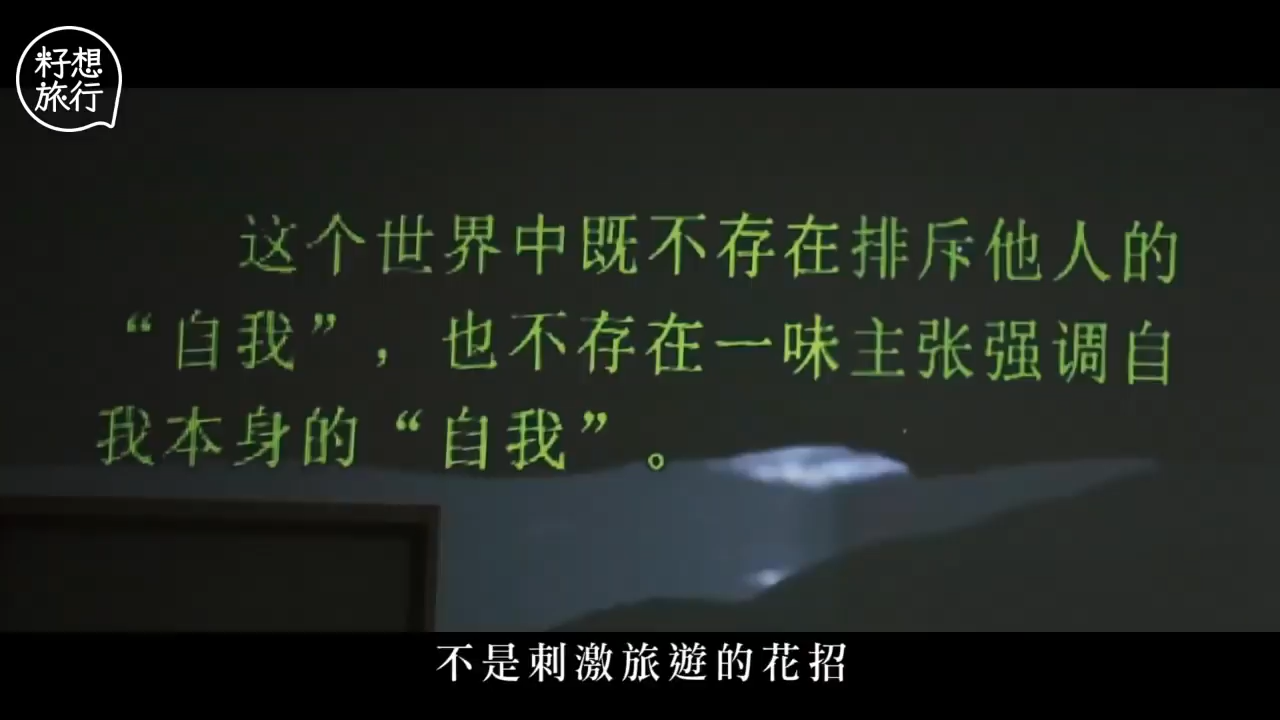 籽想
旅行
这个世界中既不存在排斥他人的
“自我”，也不存在一味主张强调自
我本身的“自我”。
不是刺激旅遊的花招